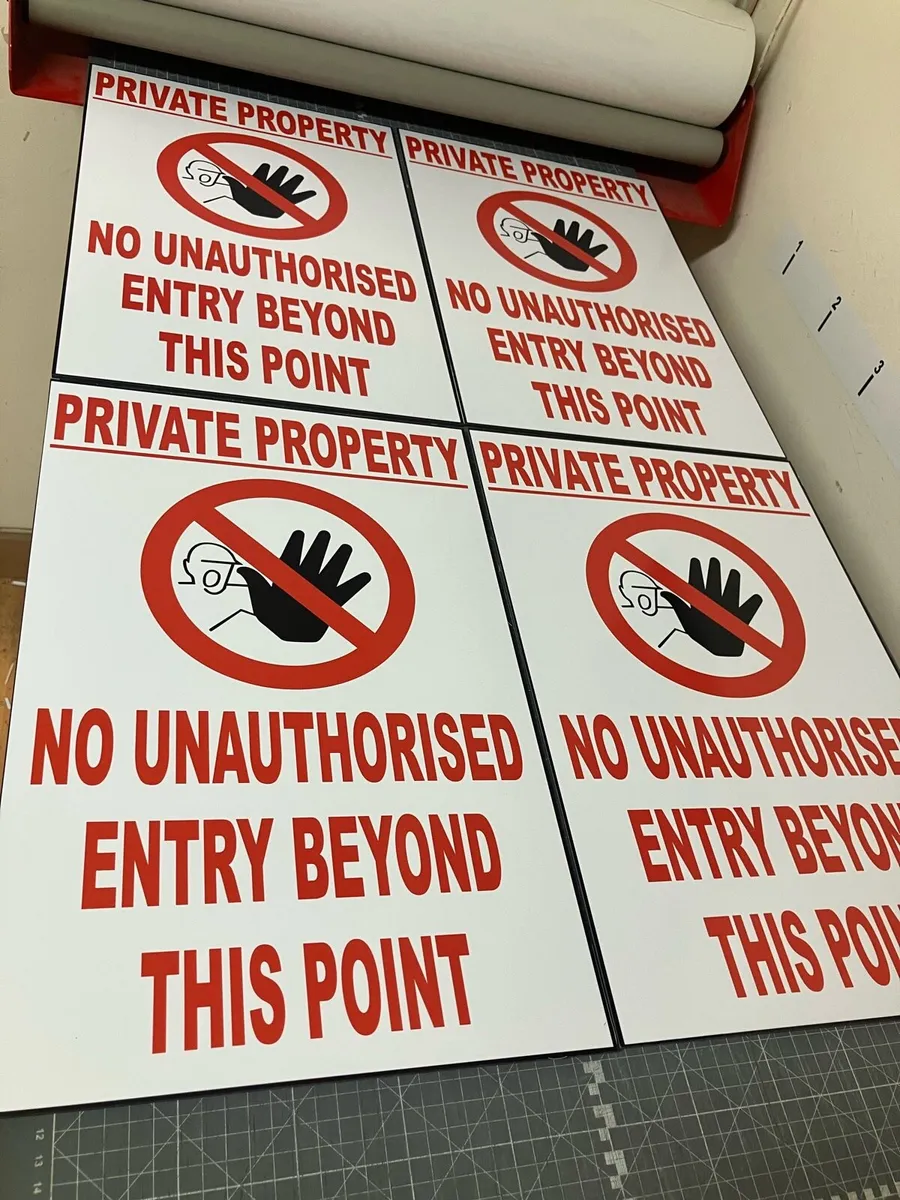 PRIVATE PROPERTY
NO UNAUTHORISED
ENTRY BEYOND
THIS POINT
PRIVATE PROPERTY
NO UNAUTHORISED
ENTRY BEYOND
THIS POINT
PRIVATE PROPERTY
NO UNAUTHORISED
ENTRY BEYOND
THIS POINT
PRIVATE PROPERTY
NO UNAUTHORISE
ENTRY BEYON
THIS POIN
1
2
3
12
13
14